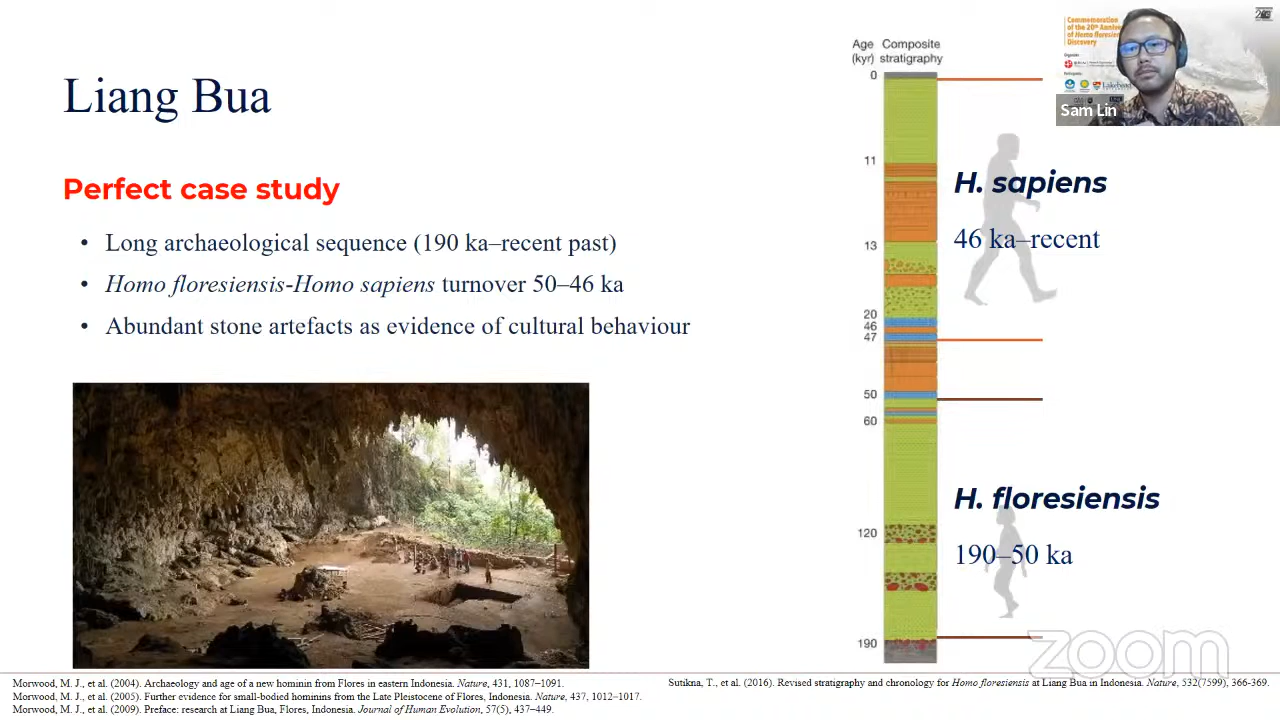 Liang Bua
Perfect case study
• Long archaeological sequence (190 ka–recent past)
• Homo floresiensis-Homo sapiens turnover 50–46 ka
• Abundant stone artefacts as evidence of cultural behaviour
Age Composite
(kyr) stratigraphy
0
11
13
20
46
47
50
60
120
190
H. sapiens
46 ka–recent
H. floresiensis
190–50 ka
Commemoration
of the 20th
of Homo
Discovery
Sam Lin
zoom
Morwood, M. J., et al. (2004). Archaeology and age of a new hominin from Flores in eastern Indonesia. Nature, 431, 1087–1091.
Morwood, M. J., et al. (2005). Further evidence for small-bodied hominins from the Late Pleistocene of Flores, Indonesia. Nature, 437, 1012–1017.
Morwood, M. J., et al. (2009). Preface: research at Liang Bua, Flores, Indonesia. Journal of Human Evolution, 57(5), 437–449.
Sutikna, T., et al. (2016). Revised stratigraphy and chronology for Homo floresiensis at Liang Bua in Indonesia. Nature, 532(7599), 366-369.